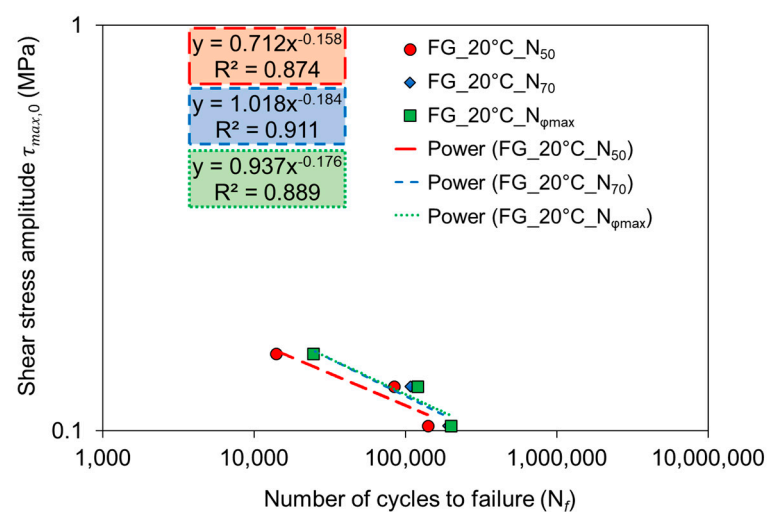 1
y = 0.712x^-0.158
R² = 0.874
y = 1.018x^-0.184
R² = 0.911
y = 0.937x^-0.176
R² = 0.889
FG_20°C_N₅₀
FG_20°C_N₇₀
FG_20°C_Nφmax
Power (FG_20°C_N₅₀)
Power (FG_20°C_N₇₀)
Power (FG_20°C_Nφmax)
Shear stress amplitude τmax,0 (MPa)
0.1
1,000
10,000
100,000
1,000,000
10,000,000
Number of cycles to failure (Nf)